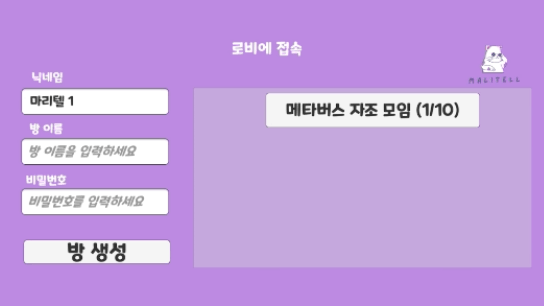 로비에 접속
MALITELL
닉네임
마리텔 1
방 이름
방 이름을 입력하세요
비밀번호
비밀번호를 입력하세요
방 생성
메타버스 자조 모임 (1/10)